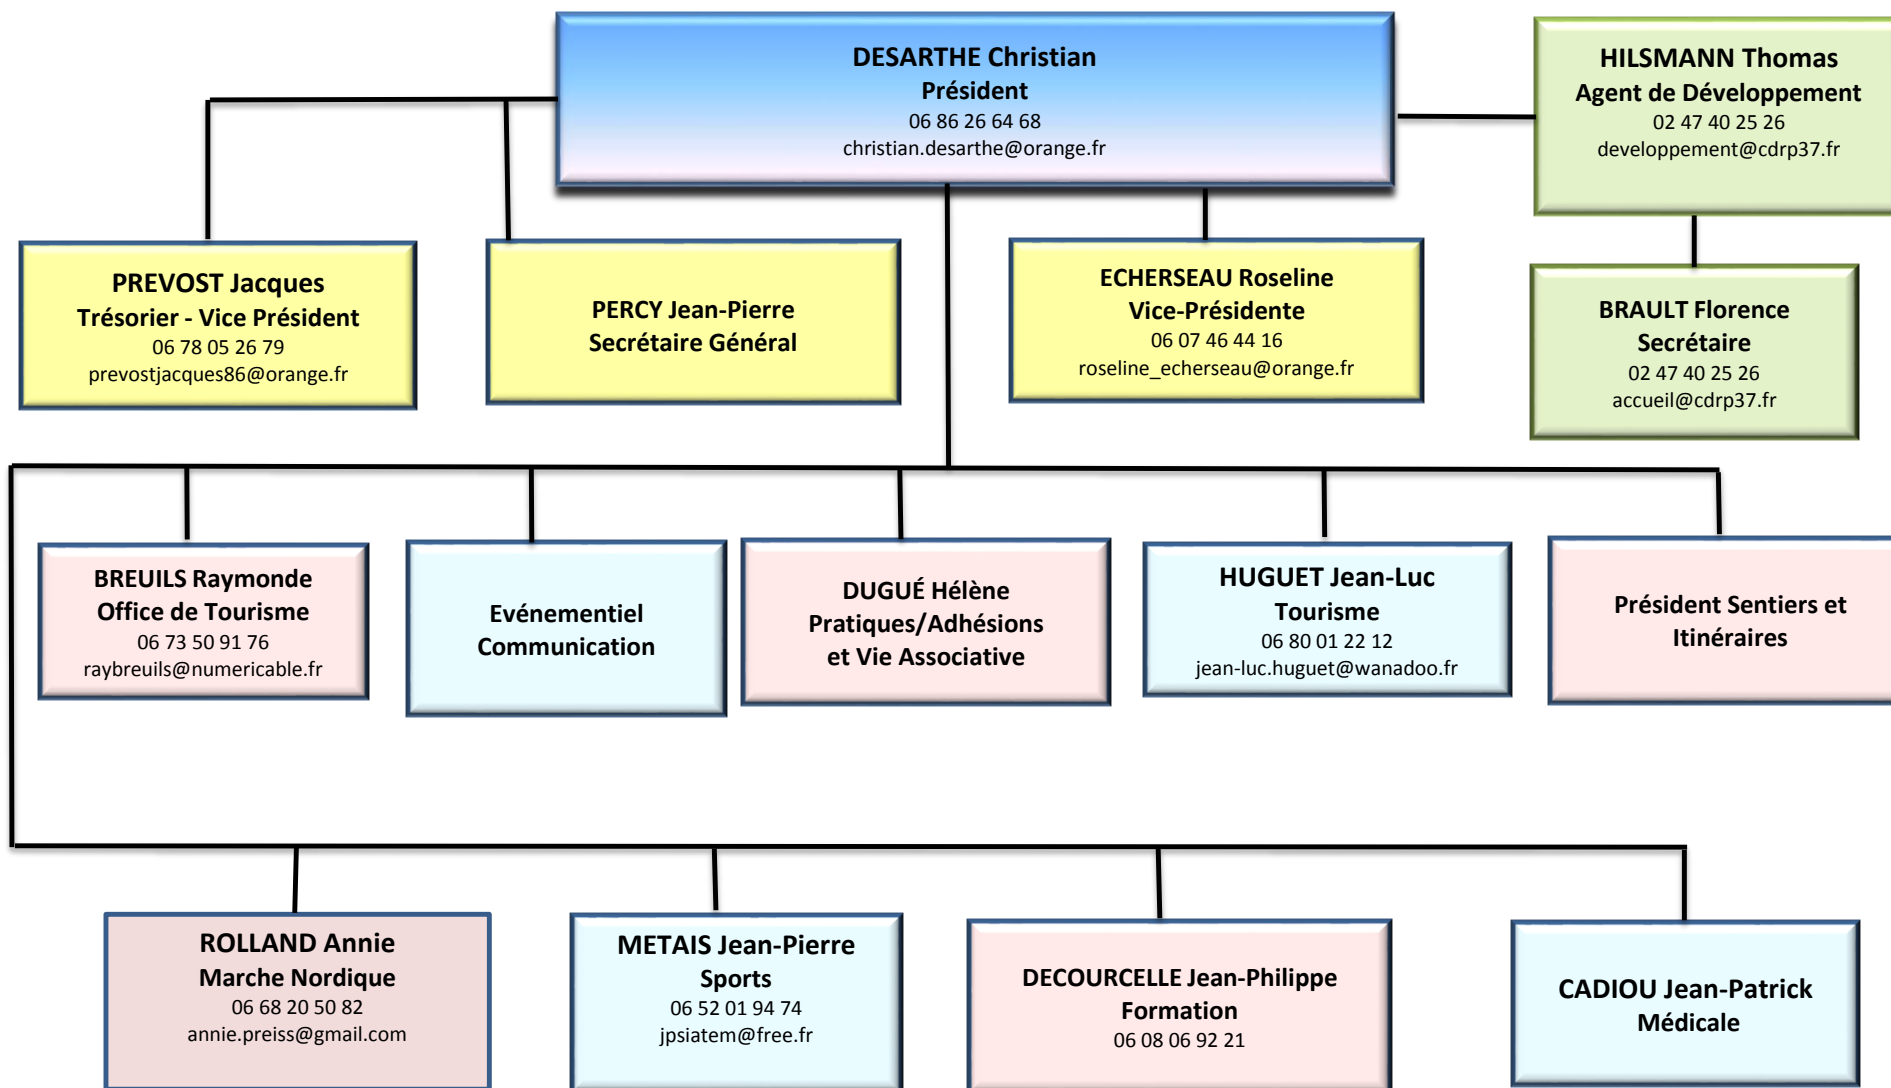 DESARTHE Christian
Président
06 86 26 64 68
christian.desarthe@orange.fr
HILSMANN Thomas
Agent de Développement
02 47 40 25 26
developpement@cdrp37.fr
PREVOST Jacques
Trésorier - Vice Président
06 78 05 26 79
prevostjacques86@orange.fr
PERCY Jean-Pierre
Secrétaire Général
ECHERSEAU Roseline
Vice-Présidente
06 07 46 44 16
roseline_echerseau@orange.fr
BRAULT Florence
Secrétaire
02 47 40 25 26
accueil@cdrp37.fr
BREUILS Raymonde
Office de Tourisme
06 73 50 91 76
raybreuils@numericable.fr
Evénementiel
Communication
DUGUÉ Hélène
Pratiques/Adhésions
et Vie Associative
HUGUET Jean-Luc
Tourisme
06 80 01 22 12
jean-luc.huguet@wanadoo.fr
Président Sentiers et
Itinéraires
ROLLAND Annie
Marche Nordique
06 68 20 50 82
annie.preiss@gmail.com
METAIS Jean-Pierre
Sports
06 52 01 94 74
jpsiatem@free.fr
DECOURCELLE Jean-Philippe
Formation
06 08 06 92 21
CADIOU Jean-Patrick
Médicale